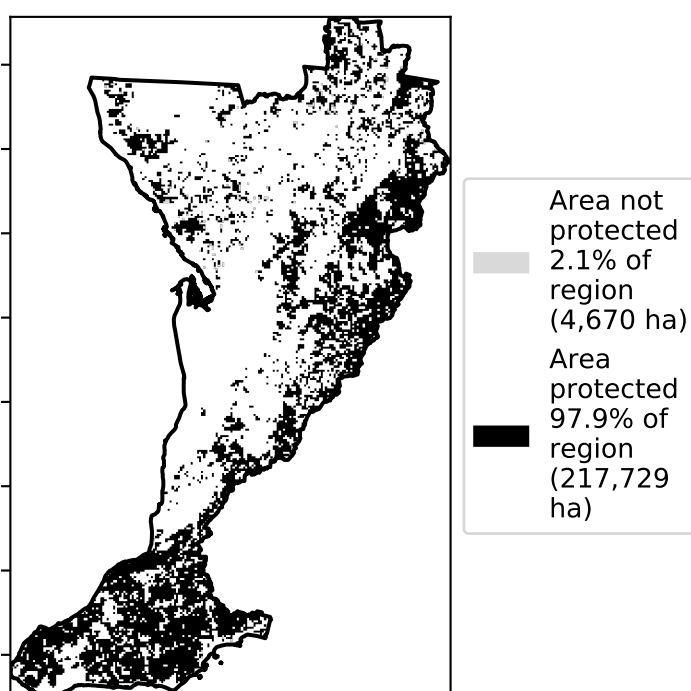 Area not
protected
2.1% of
region
(4,670 ha)
Area
protected
97.9% of
region
(217,729
ha)